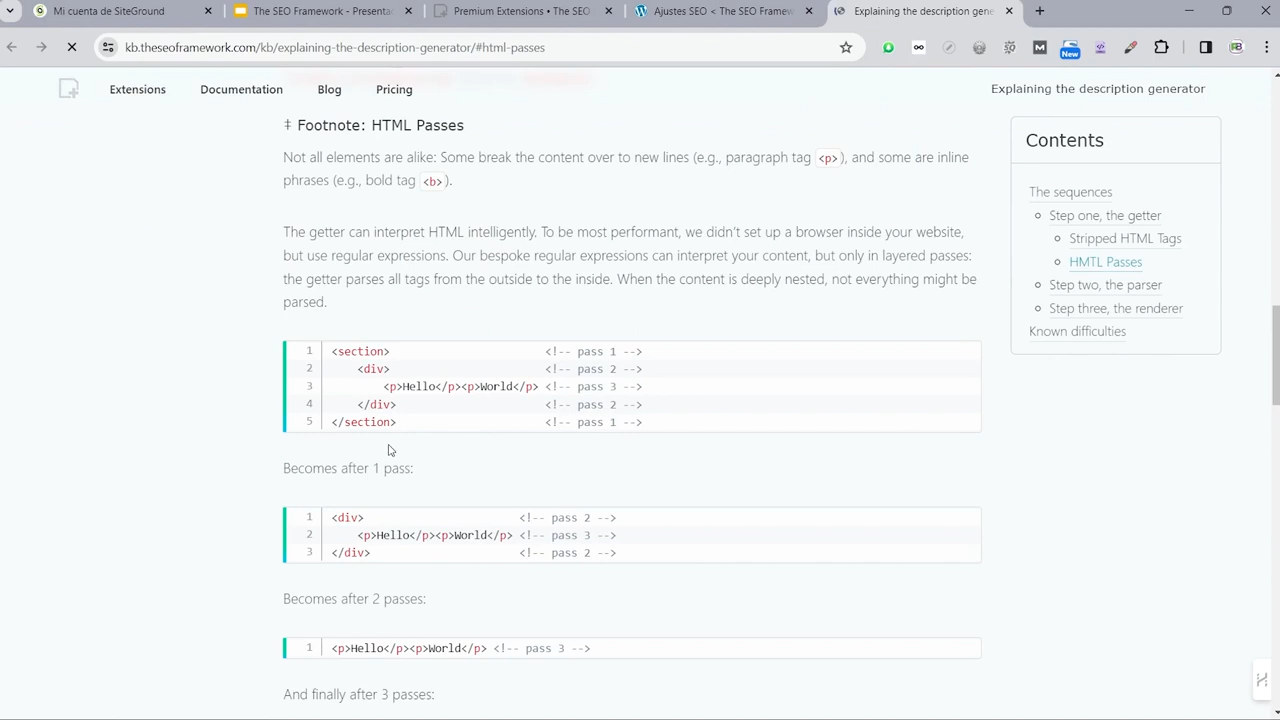 Mi cuenta de SiteGround
The SEO Framework - Presentac
Premium Extensions • The SEO
Ajustes SEO < The SEO Framew
Explaining the description gene
kb.theseoframework.com/kb/explaining-the-description-generator/#html-passes
New
Extensions
Documentation
Blog
Pricing
Explaining the description generator
‡ Footnote: HTML Passes
Not all elements are alike: Some break the content over to new lines (e.g., paragraph tag <p>), and some are inline
phrases (e.g., bold tag <b>).
The getter can interpret HTML intelligently. To be most performant, we didn't set up a browser inside your website,
but use regular expressions. Our bespoke regular expressions can interpret your content, but only in layered passes:
the getter parses all tags from the outside to the inside. When the content is deeply nested, not everything might be
parsed.
1 <section> <!-- pass 1 -->
2 <div> <!-- pass 2 -->
3 <p>Hello</p><p>World</p> <!-- pass 3 -->
4 </div> <!-- pass 2 -->
5 </section> <!-- pass 1 -->
Becomes after 1 pass:
1 <div> <!-- pass 2 -->
2 <p>Hello</p><p>World</p> <!-- pass 3 -->
3 </div> <!-- pass 2 -->
Becomes after 2 passes:
1 <p>Hello</p><p>World</p> <!-- pass 3 -->
And finally after 3 passes:
Contents
The sequences
Step one, the getter
Stripped HTML Tags
HMTL Passes
Step two, the parser
Step three, the renderer
Known difficulties